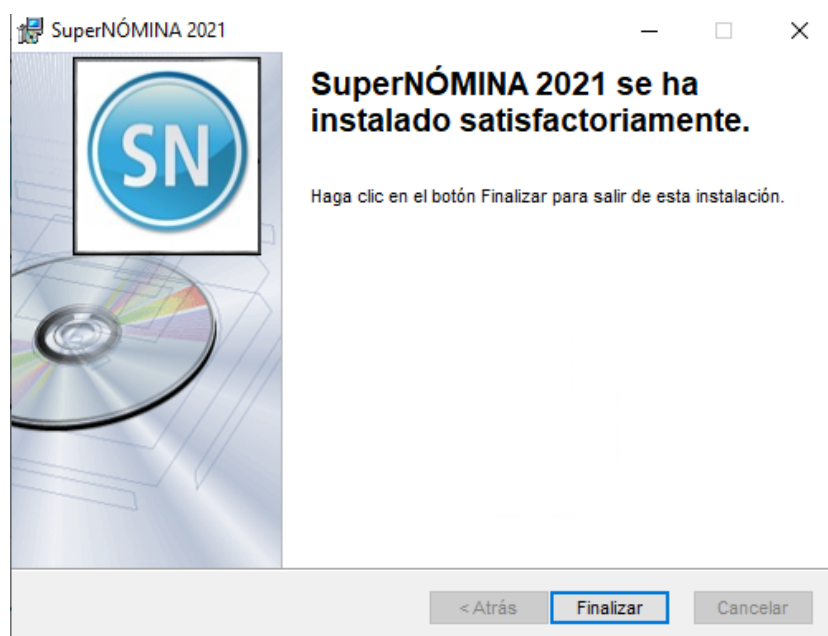 SuperNÓMINA 2021
SN
SuperNÓMINA 2021 se ha
instalado satisfactoriamente.
Haga clic en el botón Finalizar para salir de esta instalación.
< Atrás
Finalizar
Cancelar